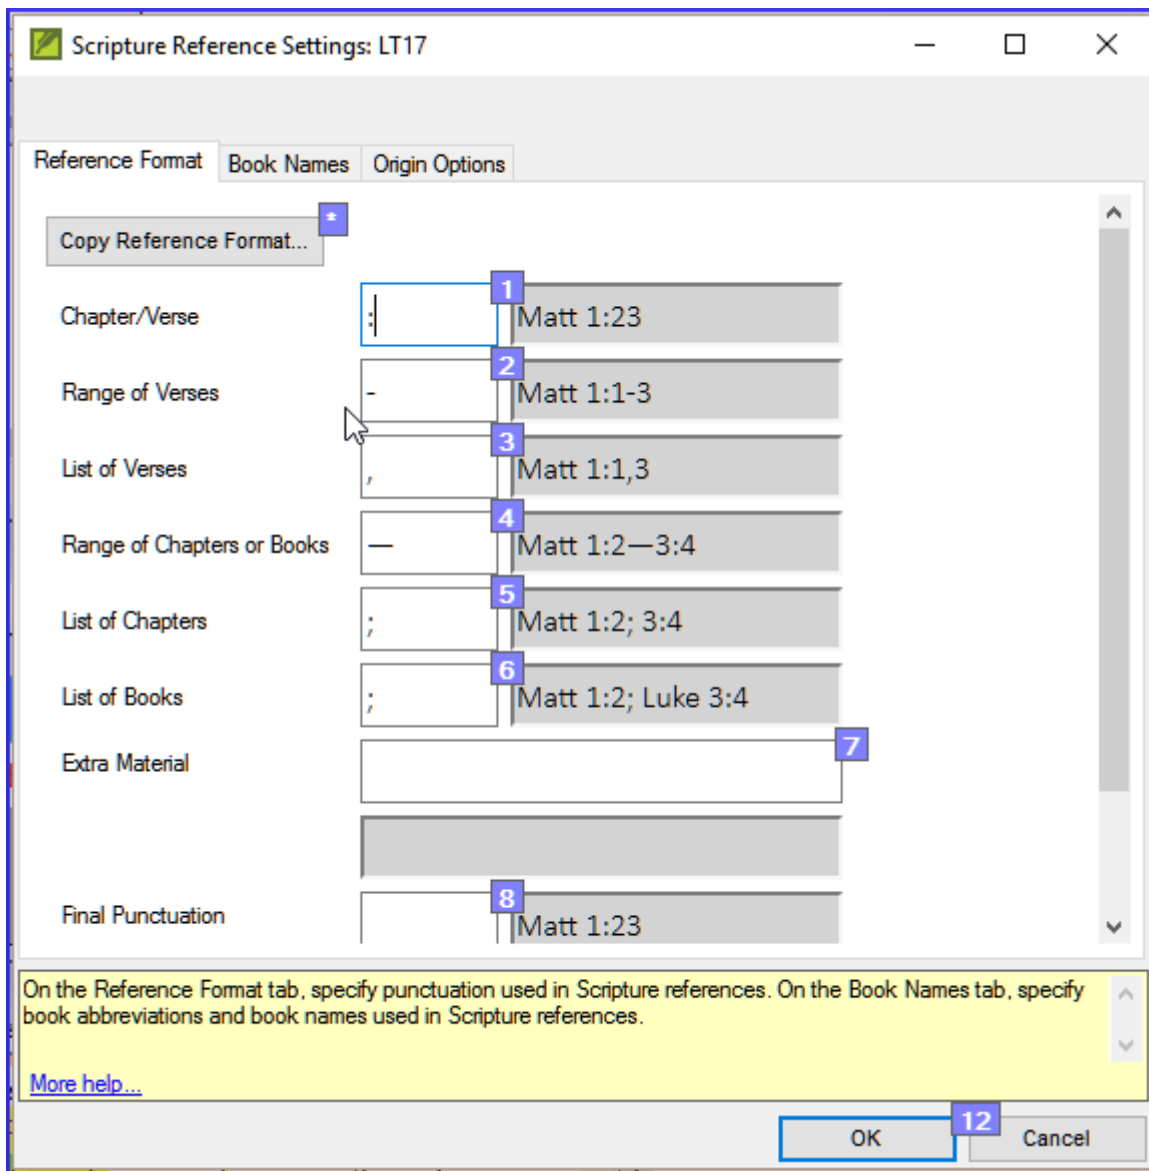 Scripture Reference Settings: LT17
Reference Format
Book Names
Origin Options
*
Copy Reference Format...
Chapter/Verse
:
1
Matt 1:23
Range of Verses
-
2
Matt 1:1-3
List of Verses
,
3
Matt 1:1,3
Range of Chapters or Books
—
4
Matt 1:2—3:4
List of Chapters
;
5
Matt 1:2; 3:4
List of Books
;
6
Matt 1:2; Luke 3:4
Extra Material
7
Final Punctuation
8
Matt 1:23
On the Reference Format tab, specify punctuation used in Scripture references. On the Book Names tab, specify
book abbreviations and book names used in Scripture references.
More help...
OK
12
Cancel